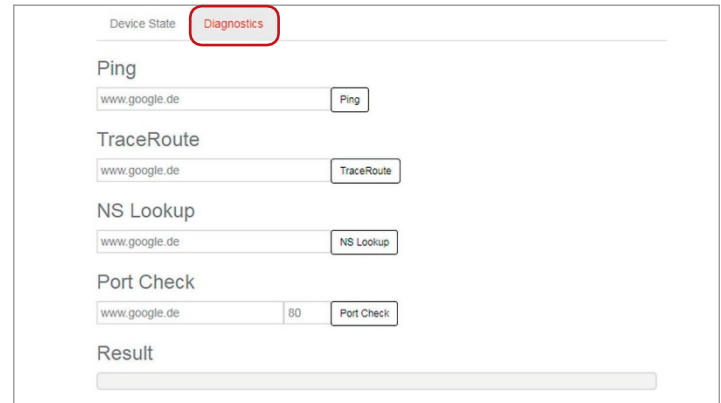 Device State Diagnostics
Ping
www.google.de Ping
TraceRoute
www.google.de TraceRoute
NS Lookup
www.google.de NS Lookup
Port Check
www.google.de 80 Port Check
Result